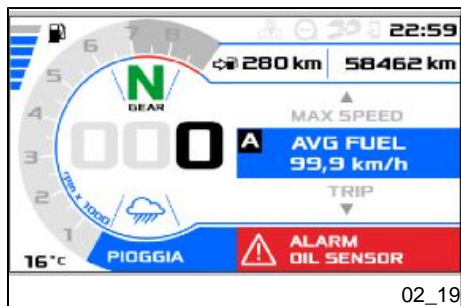 22:59
280 km 58462 km
8
7
6
5
4
3
2
1
rpm x 1000
N
GEAR
000
MAX SPEED
A AVG FUEL
99,9 km/h
TRIP
16°C
PIOGGIA
ALARM
OIL SENSOR
02_19